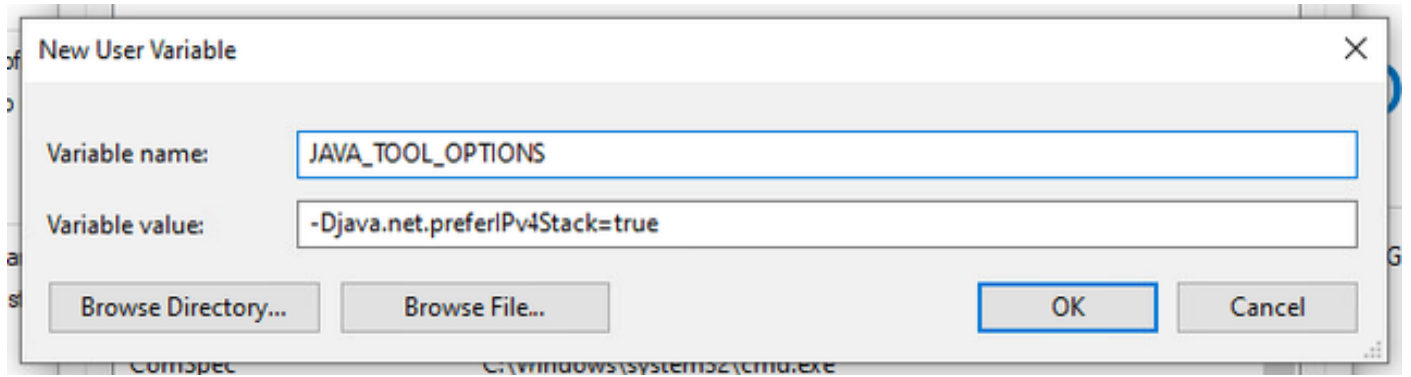 New User Variable
Variable name: JAVA_TOOL_OPTIONS
Variable value: -Djava.net.preferIPv4Stack=true
Browse Directory... Browse File... OK Cancel
ComSpec C:\Windows\system32\cmd.exe